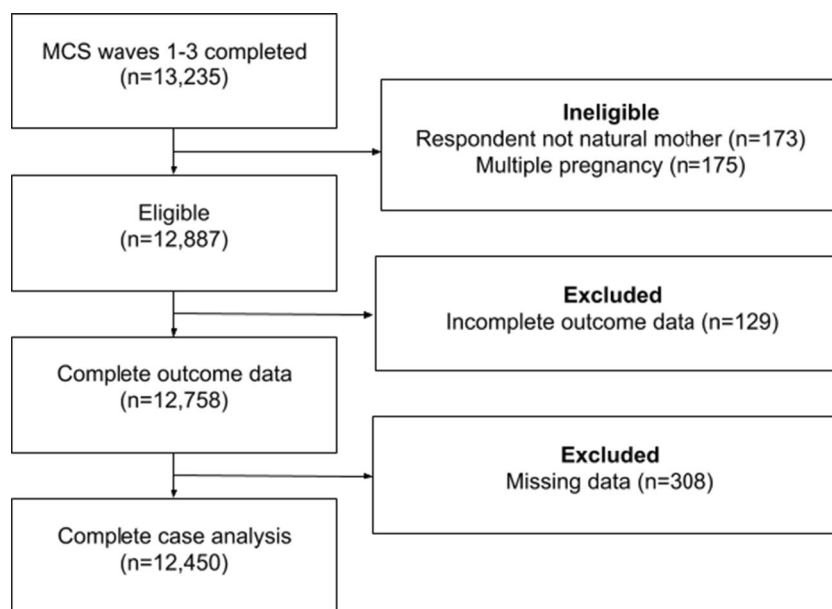 MCS waves 1-3 completed
(n=13,235)
Ineligible
Respondent not natural mother (n=173)
Multiple pregnancy (n=175)
Eligible
(n=12,887)
Excluded
Incomplete outcome data (n=129)
Complete outcome data
(n=12,758)
Excluded
Missing data (n=308)
Complete case analysis
(n=12,450)